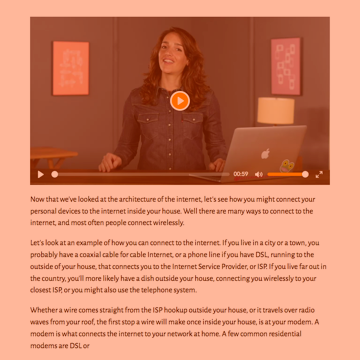 00:59
Now that we've looked at the architecture of the internet, let's see how you might connect your
personal devices to the internet inside your house. Well there are many ways to connect to the
internet, and most often people connect wirelessly.
Let's look at an example of how you can connect to the internet. If you live in a city or a town, you
probably have a coaxial cable for cable Internet, or a phone line if you have DSL, running to the
outside of your house, that connects you to the Internet Service Provider, or ISP. If you live far out in
the country, you'll more likely have a dish outside your house, connecting you wirelessly to your
closest ISP, or you might also use the telephone system.
Whether a wire comes straight from the ISP hookup outside your house, or it travels over radio
waves from your roof, the first stop a wire will make once inside your house, is at your modem. A
modem is what connects the internet to your network at home. A few common residential
modems are DSL or